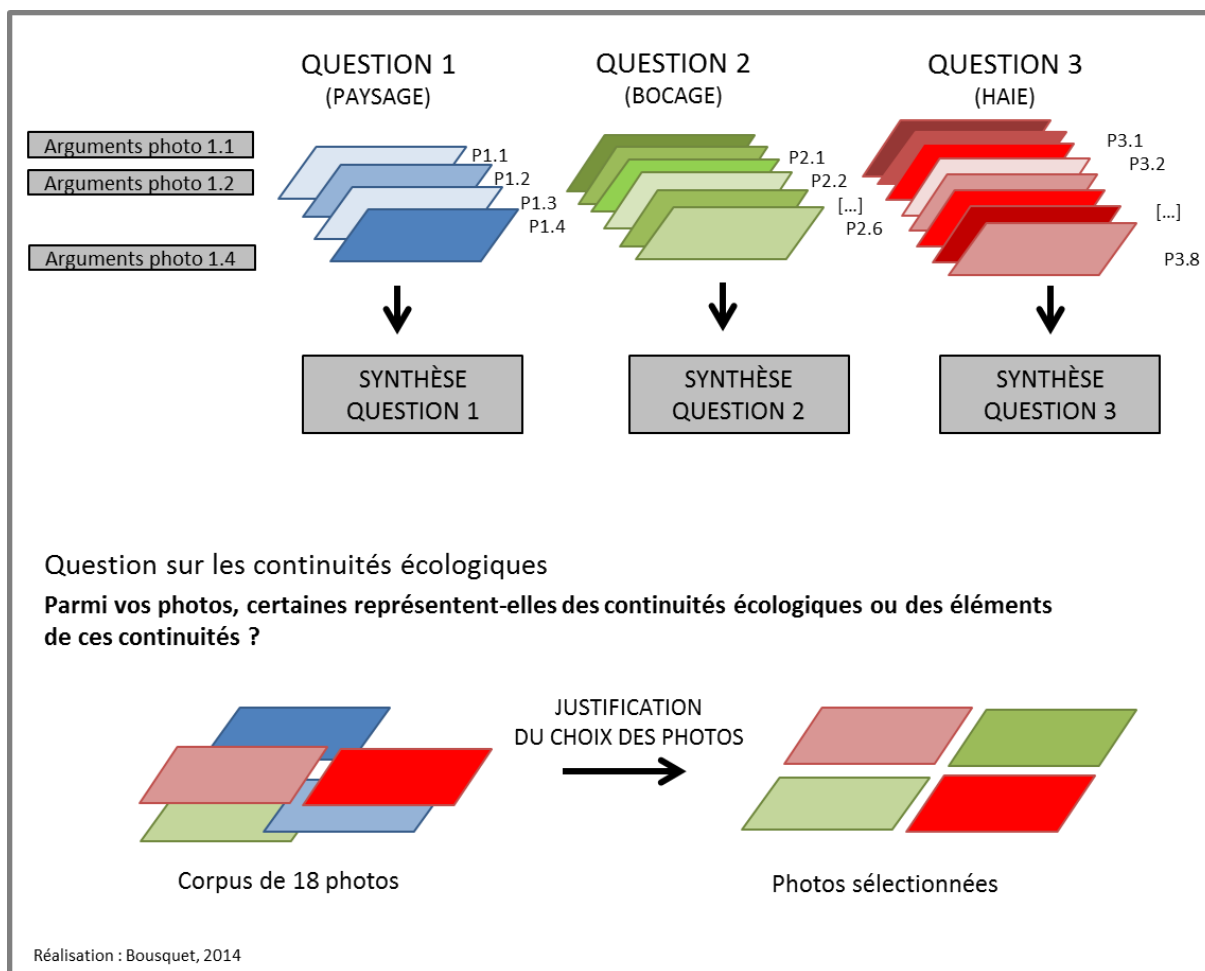 QUESTION 1
(PAYSAGE)
QUESTION 2
(BOCAGE)
QUESTION 3
(HAIE)
Arguments photo 1.1
Arguments photo 1.2
Arguments photo 1.4
P1.1
P1.2
P1.3
P1.4
P2.1
P2.2
[...]
P2.6
P3.1
P3.2
[...]
P3.8
SYNTHÈSE
QUESTION 1
SYNTHÈSE
QUESTION 2
SYNTHÈSE
QUESTION 3
Question sur les continuités écologiques
Parmi vos photos, certaines représentent-elles des continuités écologiques ou des éléments
de ces continuités ?
JUSTIFICATION
DU CHOIX DES PHOTOS
Corpus de 18 photos
Photos sélectionnées
Réalisation : Bousquet, 2014